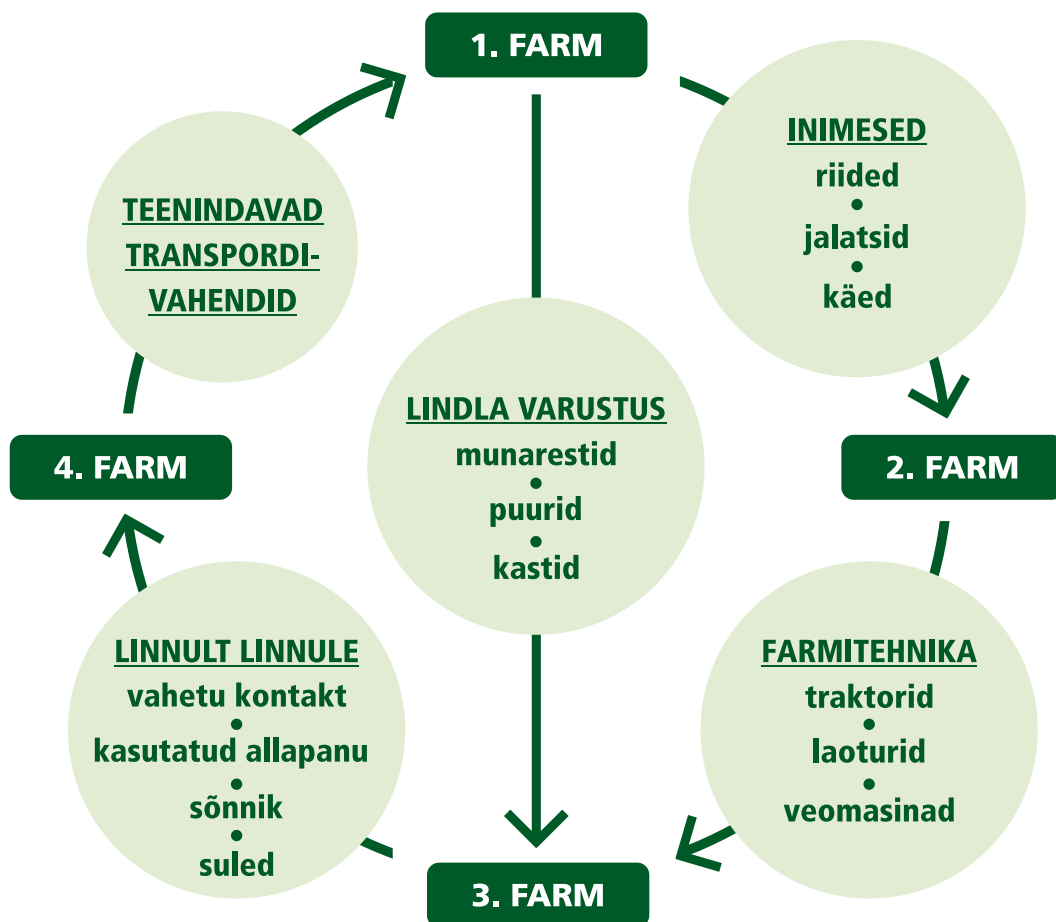 1. FARM
INIMESED
riided
jalatsid
käed
TEENINDAVAD
TRANSPORDI-
VAHENDID
LINDLA VARUSTUS
munarestid
puurid
kastid
4. FARM
2. FARM
LINNULT LINNULE
vahetu kontakt
kasutatud allapanu
sõnnik
suled
FARMITEHNIKA
traktorid
laoturid
veomasinad
3. FARM